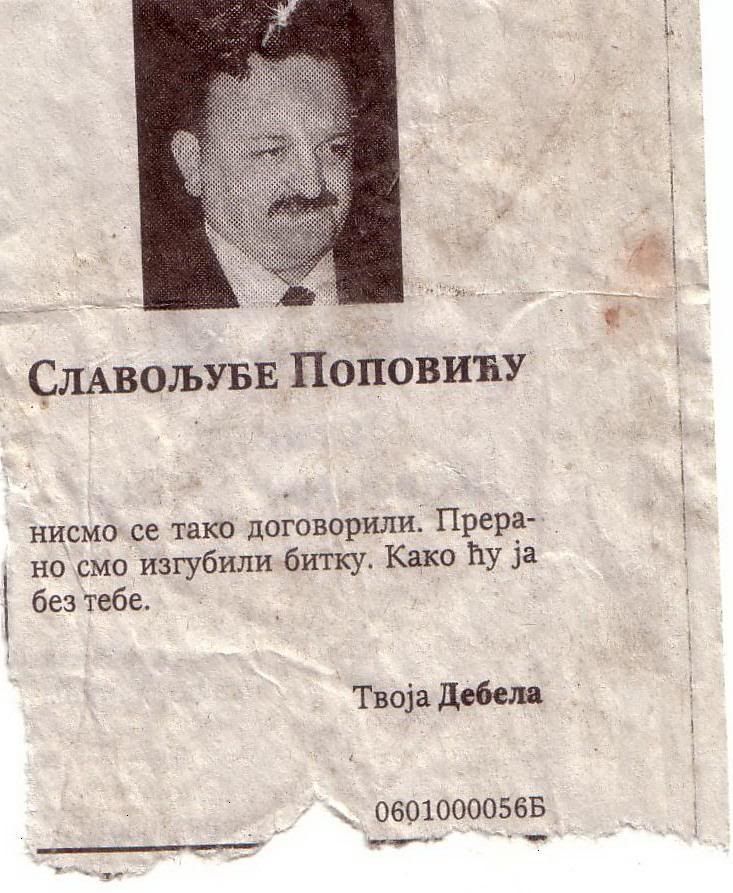 СЛАВОЉУБЕ ПОПОВИЋУ
нисмо се тако договорили. Прера-
но смо изгубили битку. Како ћу ја
без тебе.
Твоја Дебела
0601000056Б